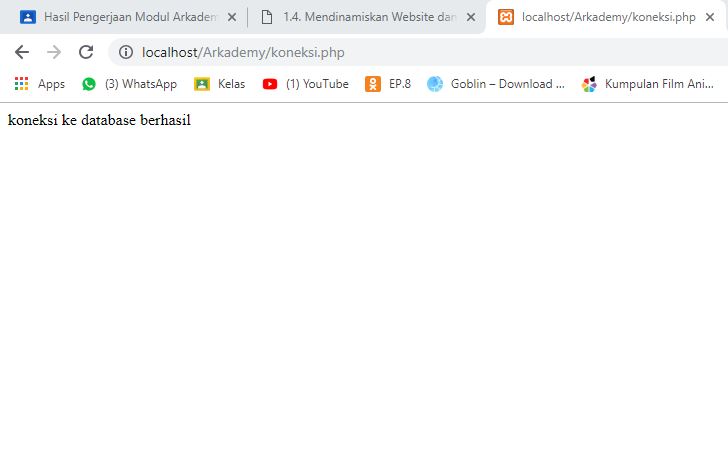 Hasil Pengerjaan Modul Arkadem
1.4. Mendinamiskan Website dan
localhost/Arkademy/koneksi.php
localhost/Arkademy/koneksi.php
Apps
(3) WhatsApp
Kelas
(1) YouTube
EP.8
Goblin – Download ...
Kumpulan Film Ani...
koneksi ke database berhasil